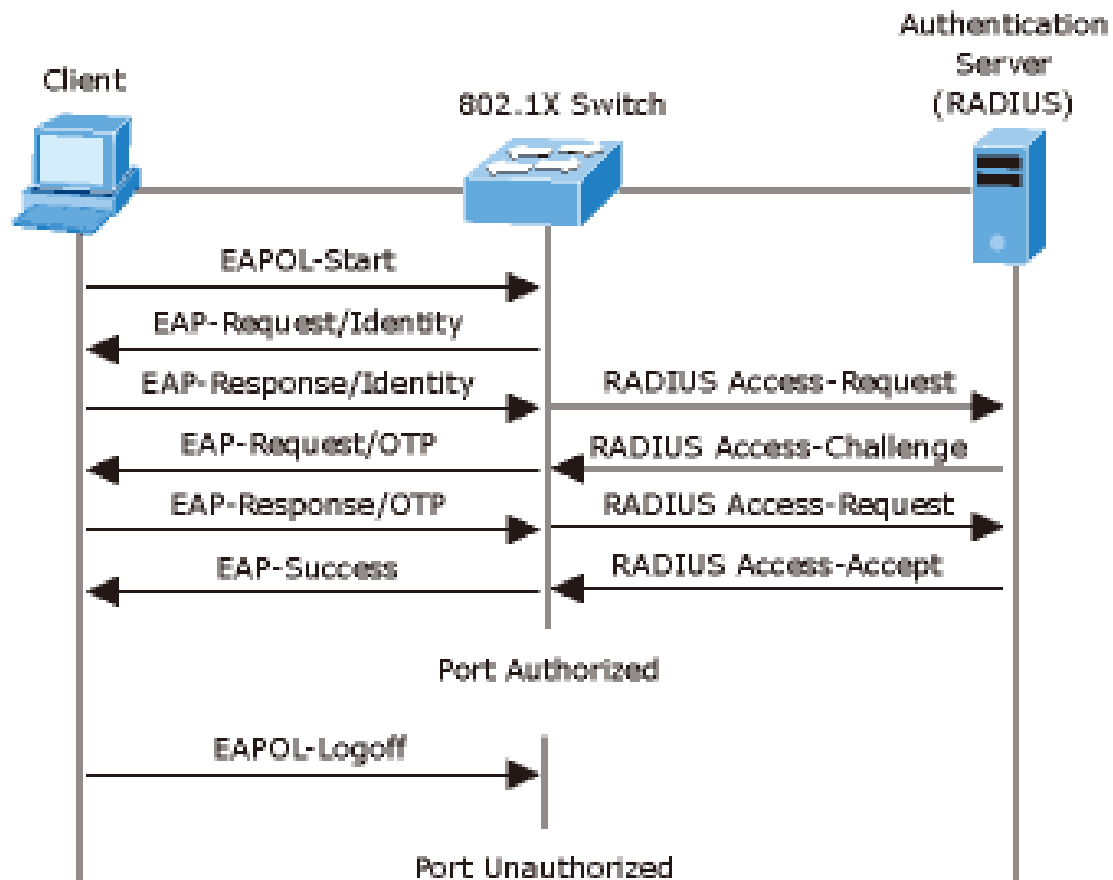 Client
802.1X Switch
Authentication
Server
(RADIUS)
EAPOL-Start
EAP-Request/Identity
EAP-Response/Identity
RADIUS Access-Request
EAP-Request/OTP
RADIUS Access-Challenge
EAP-Response/OTP
RADIUS Access-Request
EAP-Success
RADIUS Access-Accept
Port Authorized
EAPOL-Logoff
Port Unauthorized